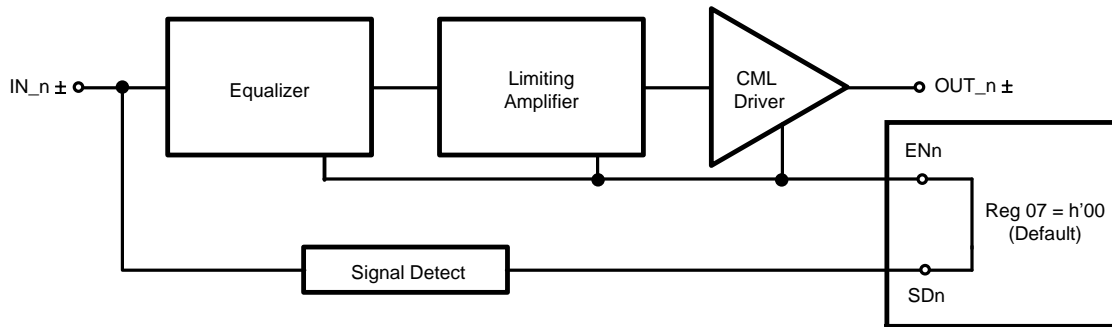 IN_n ±
Equalizer
Limiting
Amplifier
CML
Driver
OUT_n ±
ENn
Reg 07 = h'00
(Default)
Signal Detect
SDn